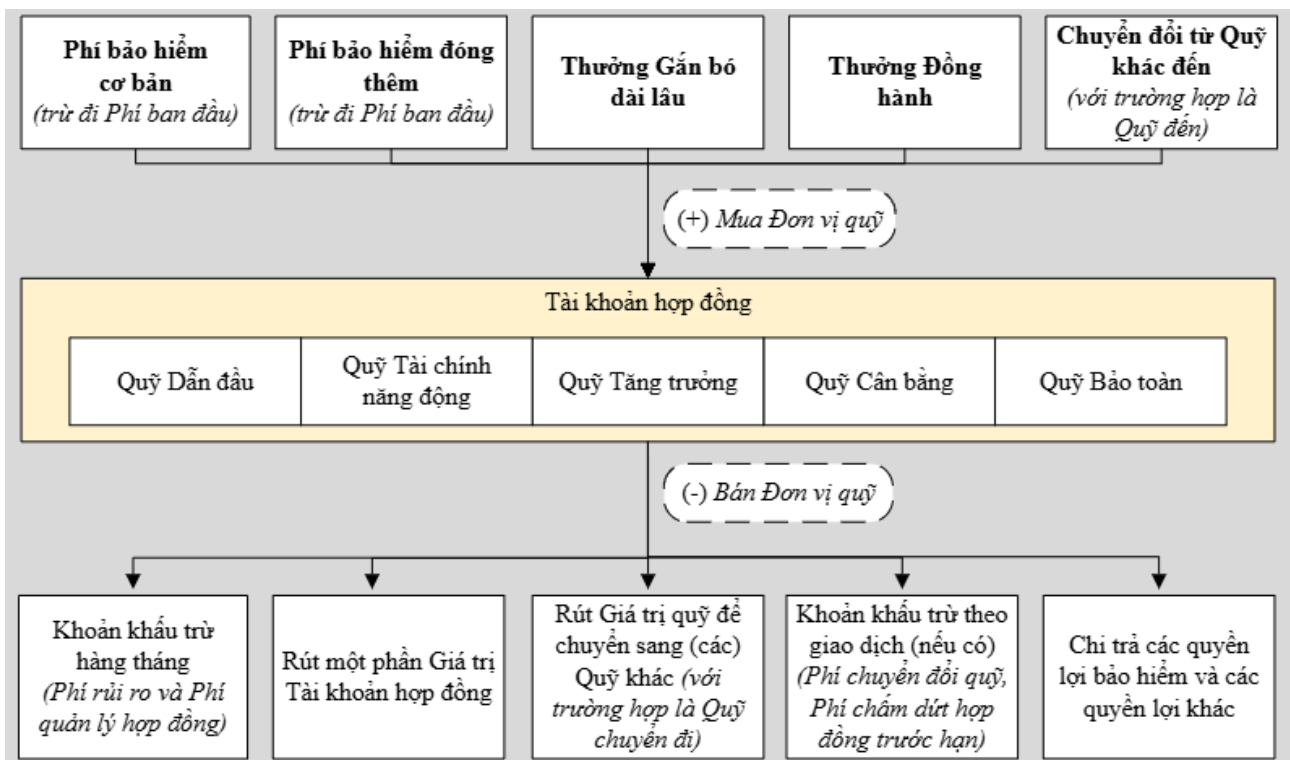 Phí bảo hiểm
cơ bản
(trừ đi Phí ban đầu)
Phí bảo hiểm đóng
thêm
(trừ đi Phí ban đầu)
Thưởng Gắn bó
dài lâu
Thưởng Đồng
hành
Chuyển đổi từ Quỹ
khác đến
(với trường hợp là
Quỹ đến)
(+) Mua Đơn vị quỹ
Tài khoản hợp đồng
Quỹ Dẫn đầu
Quỹ Tài chính
năng động
Quỹ Tăng trưởng
Quỹ Cân bằng
Quỹ Bảo toàn
(-) Bán Đơn vị quỹ
Khoản khấu trừ
hàng tháng
(Phí rủi ro và Phí
quản lý hợp đồng)
Rút một phần Giá trị
Tài khoản hợp đồng
Rút Giá trị quỹ để
chuyển sang (các)
Quỹ khác (với
trường hợp là Quỹ
chuyển đi)
Khoản khấu trừ theo
giao dịch (nếu có)
(Phí chuyển đổi quỹ,
Phí chấm dứt hợp
đồng trước hạn)
Chi trả các quyền
lợi bảo hiểm và các
quyền lợi khác